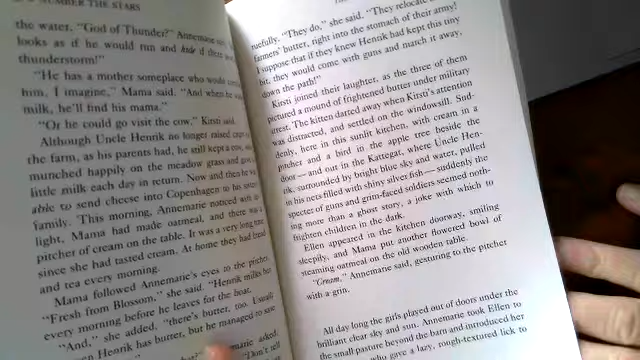 NUMBER THE STARS
the water. "God of Thunder?" Annemarie
looks as if he would run and hide if there
thunderstorm!"
"He has a mother someplace who would
him, I imagine," Mama said. "And when he
milk, he'll find his mama."
"Or he could go visit the cow," Kirsti said.
Although Uncle Henrik no longer raised
the farm, as his parents had, he still kept a cow,
munched happily on the meadow grass and
little milk each day in return. Now and then he was
able to send cheese into Copenhagen to his
family. This morning, Annemarie noticed with
light, Mama had made oatmeal, and there was a
pitcher of cream on the table. It was a very long time
since she had tasted cream. At home they had bread
and tea every morning.
Mama followed Annemarie's eyes to the pitcher.
"Fresh from Blossom," she said. "Henrik milks her
every morning before he leaves for the boat.
"And," she added, "there's butter, too. Usually
Henrik has butter, but he managed to save
asked.
"Don't tell
ruefully. "They do," she said. "They relocate
farmers' butter, right into the stomach of their army!
I suppose that if they knew Henrik had kept this tiny
bit, they would come with guns and march it away,
down the path!"
Kirsti joined their laughter, as the three of them
pictured a mound of frightened butter under military
arrest. The kitten darted away when Kirsti's attention
was distracted, and settled on the windowsill. Sud-
denly, here in this sunlit kitchen, with cream in a
pitcher and a bird in the apple tree beside the
door—and out in the Kattegat, where Uncle Hen-
rik, surrounded by bright blue sky and water, pulled
in his nets filled with shiny silver fish—suddenly the
specter of guns and grim-faced soldiers seemed noth-
ing more than a ghost story, a joke with which to
frighten children in the dark.
Ellen appeared in the kitchen doorway, smiling
sleepily, and Mama put another flowered bowl of
steaming oatmeal on the old wooden table.
"Cream," Annemarie said, gesturing to the pitcher
with a grin.
All day long the girls played out of doors under the
brilliant clear sky and sun. Annemarie took Ellen to
the small pasture beyond the barn and introduced her
who gave a lazy, rough-textured lick to